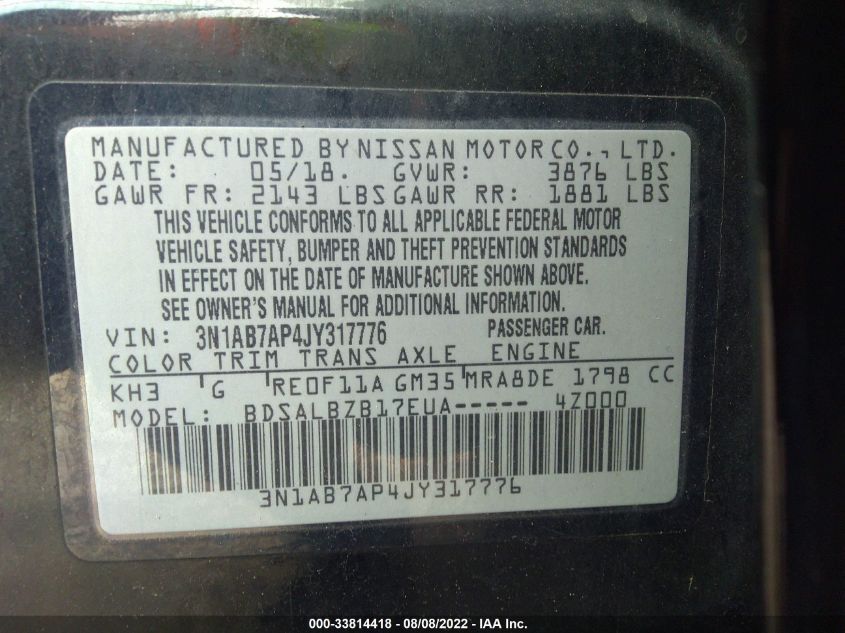 MANUFACTURED BY NISSAN MOTOR CO., LTD.
DATE: 05/18. GVWR: 3876 LBS
GAWR FR: 2143 LBS GAWR RR: 1881 LBS
THIS VEHICLE CONFORMS TO ALL APPLICABLE FEDERAL MOTOR
VEHICLE SAFETY, BUMPER AND THEFT PREVENTION STANDARDS
IN EFFECT ON THE DATE OF MANUFACTURE SHOWN ABOVE.
SEE OWNER'S MANUAL FOR ADDITIONAL INFORMATION.
VIN: 3N1AB7AP4JY317776 PASSENGER CAR.
COLOR TRIM TRANS AXLE ENGINE
KH3 G RE0F11A GM35 MRA8DE 1798 CC
MODEL: BDSALBZB17EUA----- 4Z000
3N1AB7AP4JY317776
000-33814418 - 08/08/2022 - IAA Inc.